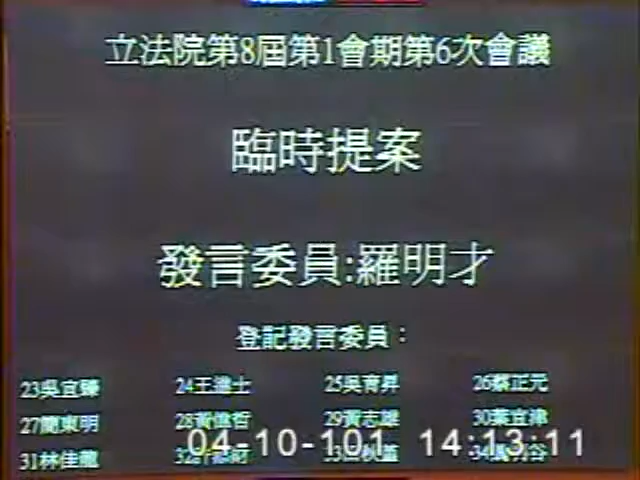 立法院第8屆第1會期第6次會議
臨時提案
發言委員:羅明才
登記發言委員：
23吳宜臻 24王進士 25吳育昇 26蔡正元
27簡東明 28黃偉哲 29黃志雄 30葉宜津
31林佳龍
04-10-101 14:13:11